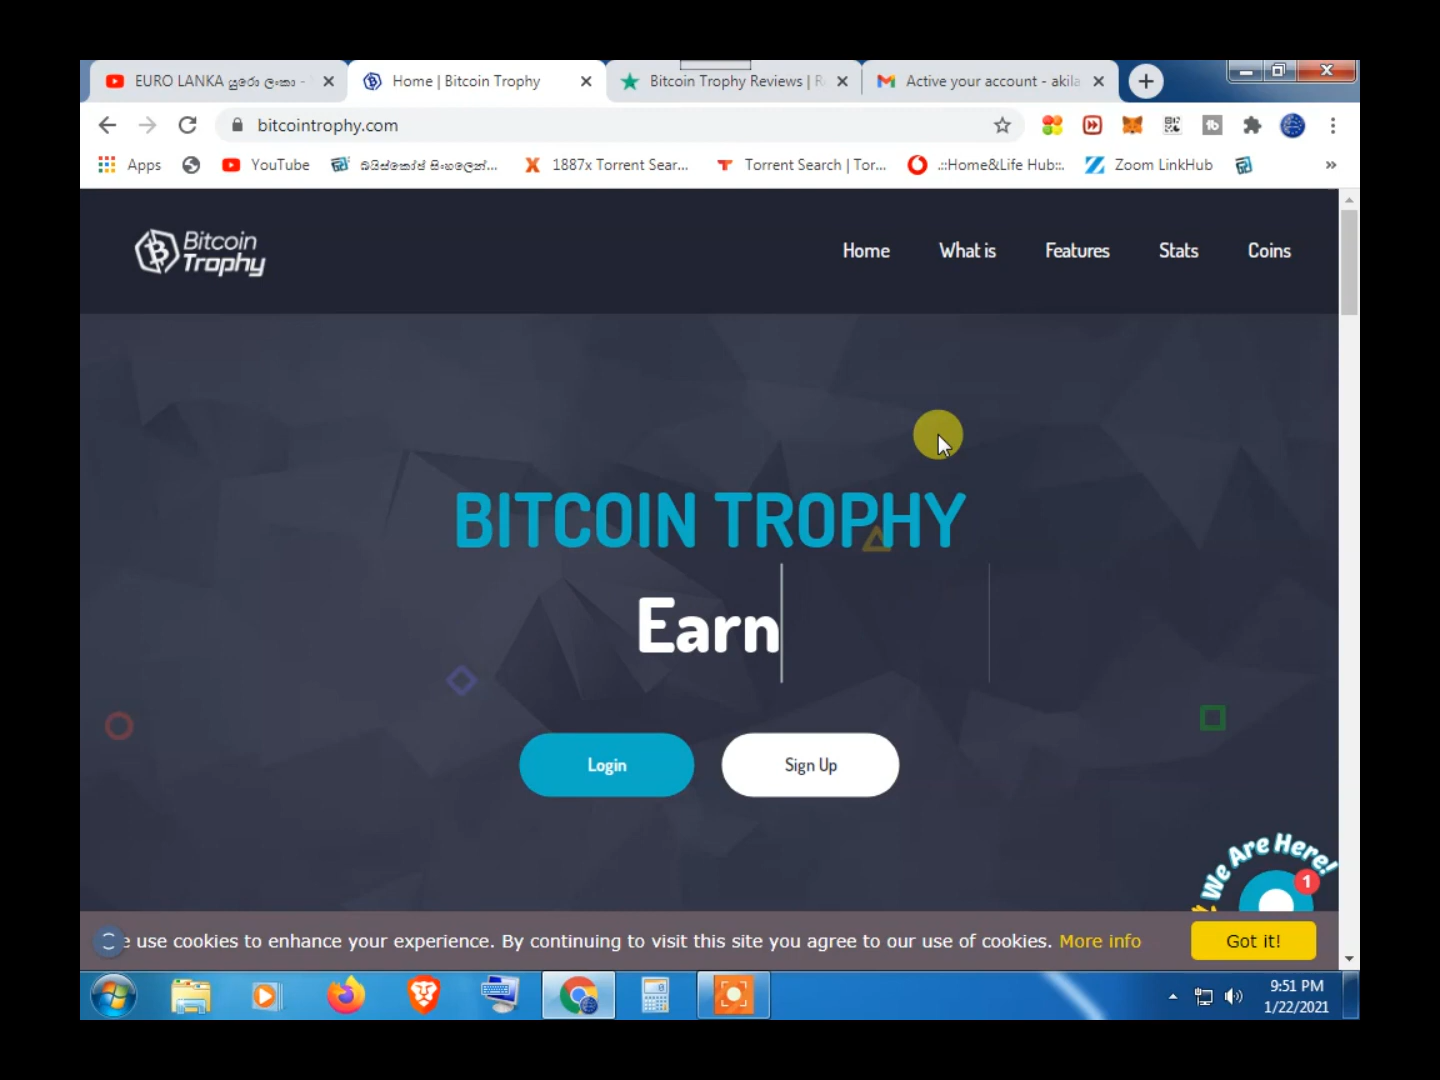 EURO LANKA යුරෝ ලංකා -
Home | Bitcoin Trophy
Bitcoin Trophy Reviews |
Active your account - akila
bitcointrophy.com
Apps
YouTube
බයිස්කෝප් සිංහලෙන්...
1887x Torrent Sear...
Torrent Search | Tor...
.::Home&Life Hub::.
Zoom LinkHub
»
Bitcoin
Trophy
Home
What is
Features
Stats
Coins
BITCOIN TROPHY
Earn
Login
Sign Up
We Are Here!
1
e use cookies to enhance your experience. By continuing to visit this site you agree to our use of cookies. More info
Got it!
9:51 PM
1/22/2021